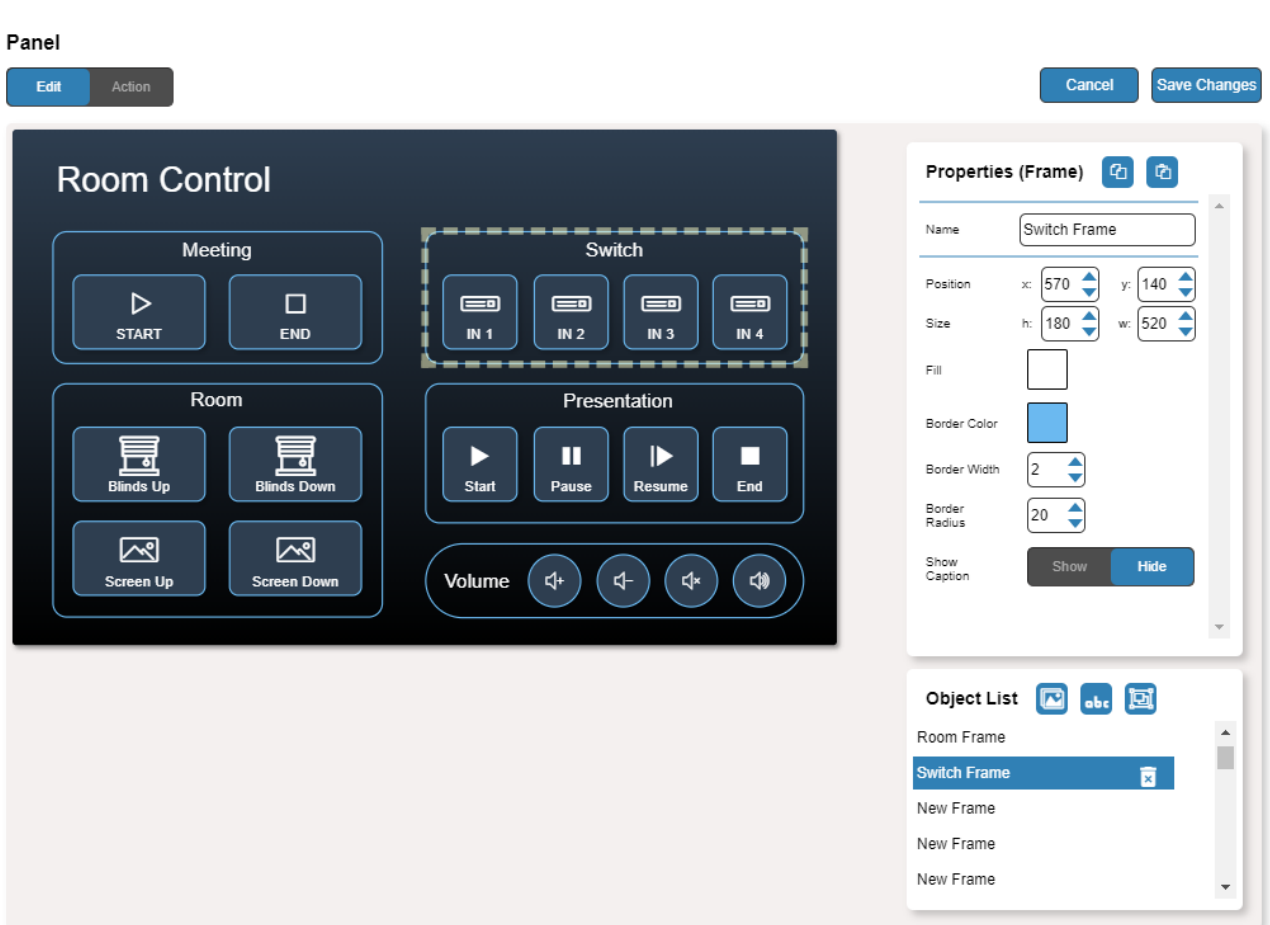 Panel
Edit Action
Cancel Save Changes
Room Control
Meeting
START END
Switch
IN 1 IN 2 IN 3 IN 4
Room
Blinds Up Blinds Down
Screen Up Screen Down
Presentation
Start Pause Resume End
Volume
Properties (Frame)
Name Switch Frame
Position x: 570 y: 140
Size h: 180 w: 520
Fill
Border Color
Border Width 2
Border
Radius 20
Show
Caption Show Hide
Object List abc
Room Frame
Switch Frame
New Frame
New Frame
New Frame